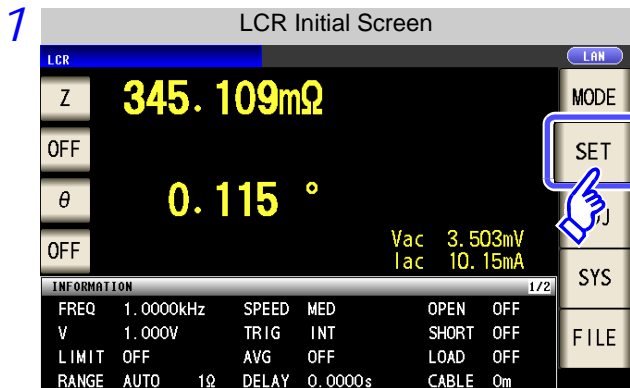 1
LCR Initial Screen
LCR
LAN
Z
345.109mΩ
MODE
OFF
SET
θ
0.115 °
OFF
Vac 3.503mV
Iac 10.15mA
SYS
INFORMATION 1/2
FREQ 1.0000kHz SPEED MED OPEN OFF
V 1.000V TRIG INT SHORT OFF
FILE
LIMIT OFF AVG OFF LOAD OFF
RANGE AUTO 1Ω DELAY 0.0000s CABLE 0m